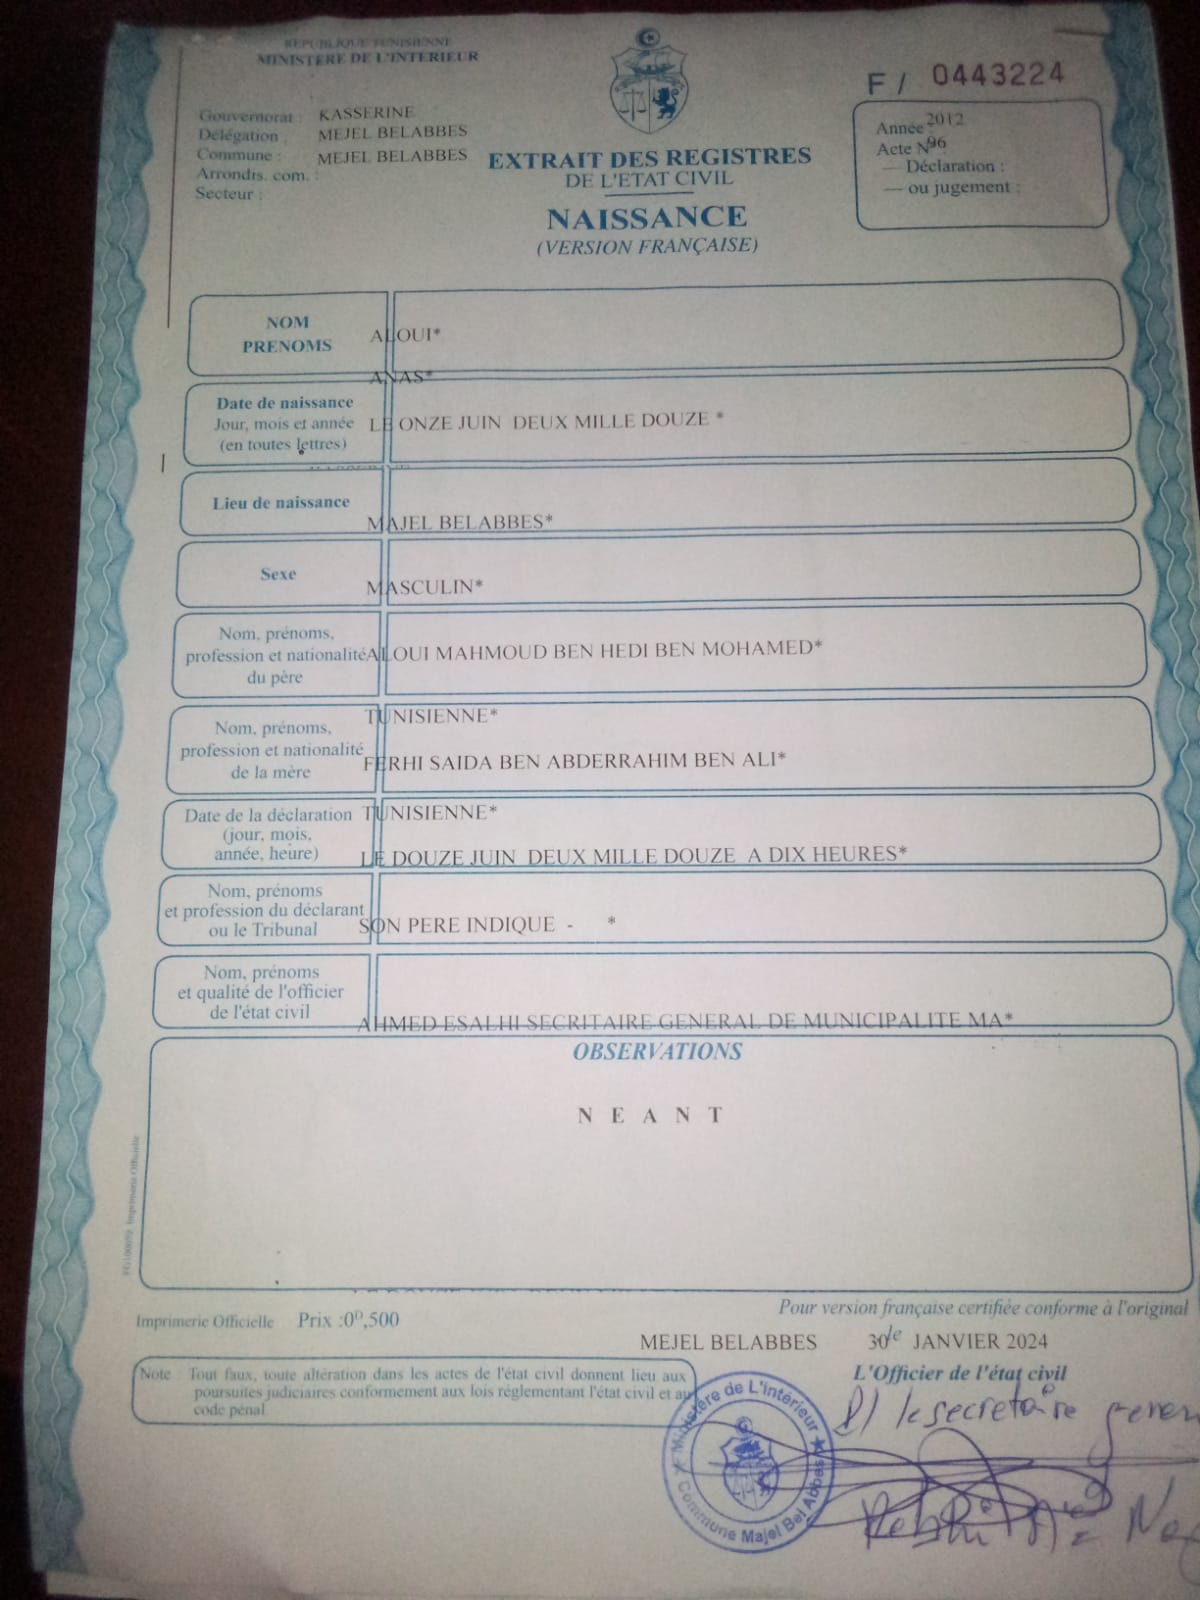 REPUBLIQUE TUNISIENNE
MINISTERE DE L'INTERIEUR
F / 0443224
Gouvernorat : KASSERINE
Délégation : MEJEL BELABBES
Commune : MEJEL BELABBES
Arrondis. com. :
Secteur :
Année : 2012
Acte N° 96
— Déclaration :
— ou jugement :
EXTRAIT DES REGISTRES
DE L'ETAT CIVIL
NAISSANCE
(VERSION FRANÇAISE)
NOM
PRENOMS
ALOUI*
ANAS*
Date de naissance
Jour, mois et année
(en toutes lettres)
LE ONZE JUIN DEUX MILLE DOUZE *
Lieu de naissance
MAJEL BELABBES*
Sexe
MASCULIN*
Nom, prénoms,
profession et nationalité
du père
ALOUI MAHMOUD BEN HEDI BEN MOHAMED*
TUNISIENNE*
Nom, prénoms,
profession et nationalité
de la mère
FERHI SAIDA BEN ABDERRAHIM BEN ALI*
TUNISIENNE*
Date de la déclaration
(jour, mois,
année, heure)
LE DOUZE JUIN DEUX MILLE DOUZE A DIX HEURES*
Nom, prénoms
et profession du déclarant
ou le Tribunal
SON PERE INDIQUE - *
Nom, prénoms
et qualité de l'officier
de l'état civil
AHMED ESALHI SECRITAIRE GENERAL DE MUNICIPALITE MA*
OBSERVATIONS
N E A N T
Imprimerie Officielle Prix :0ᴰ,500
Pour version française certifiée conforme à l'original
MEJEL BELABBES le 30 JANVIER 2024
L'Officier de l'état civil
Note : Tout faux, toute altération dans les actes de l'état civil donnent lieu aux
poursuites judiciaires conformement aux lois réglementant l'état civil et au
code pénal
le secretaire
Ministère de L'Intérieur
Commune Majel Bel Abbes